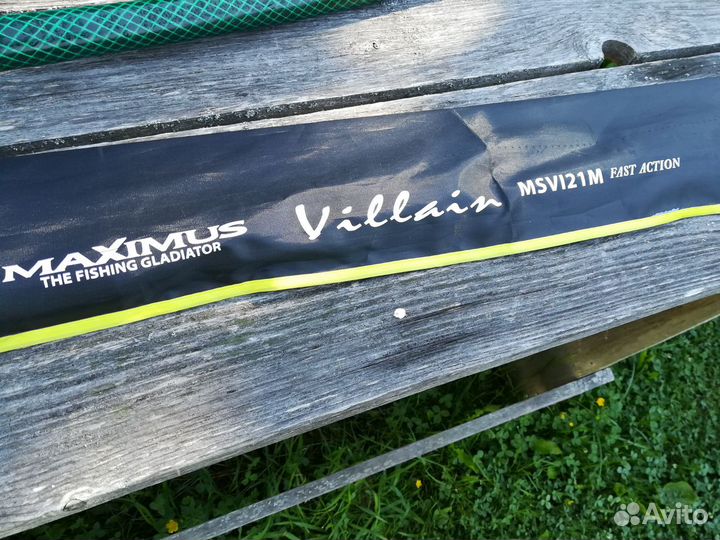 MAXIMUS
THE FISHING GLADIATOR
Villain
MSVI21M FAST ACTION
Avito